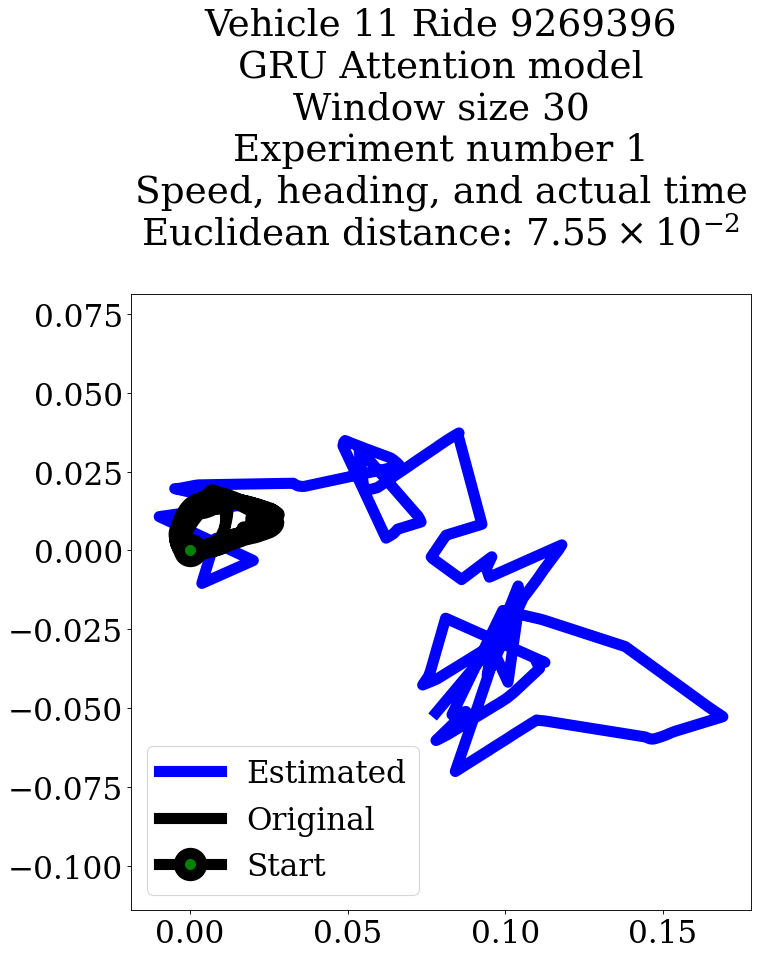 Vehicle 11 Ride 9269396
GRU Attention model
Window size 30
Experiment number 1
Speed, heading, and actual time
Euclidean distance: 7.55 × 10⁻²
0.075
0.050
0.025
0.000
−0.025
−0.050
−0.075
−0.100
Estimated
Original
Start
0.00 0.05 0.10 0.15